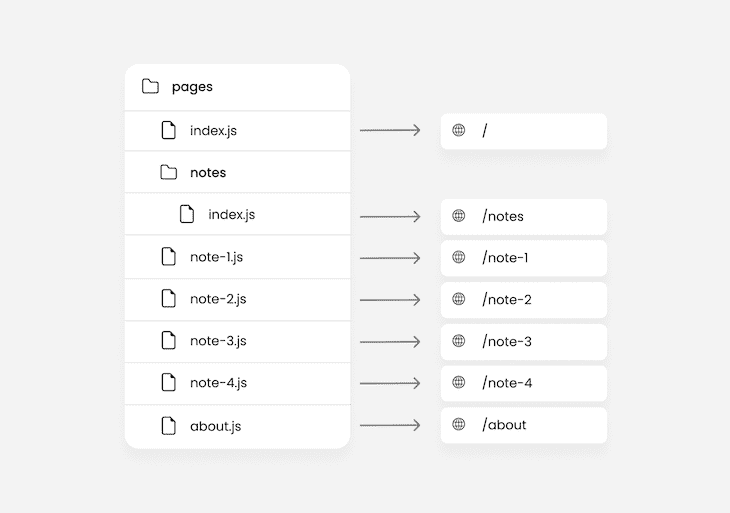 pages
index.js /
notes
index.js /notes
note-1.js /note-1
note-2.js /note-2
note-3.js /note-3
note-4.js /note-4
about.js /about